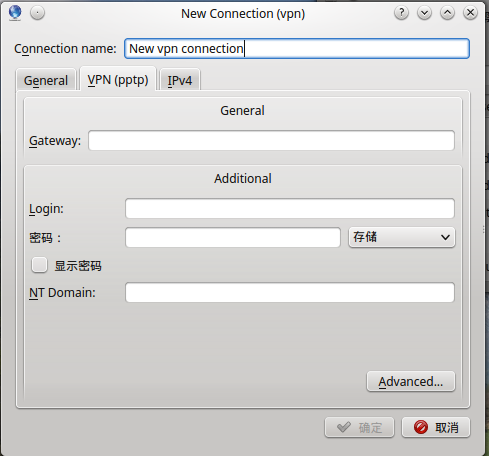 New Connection (vpn)
Connection name: New vpn connection
General VPN (pptp) IPv4
General
Gateway:
Additional
Login:
密码： 存储
显示密码
NT Domain:
Advanced...
确定 取消